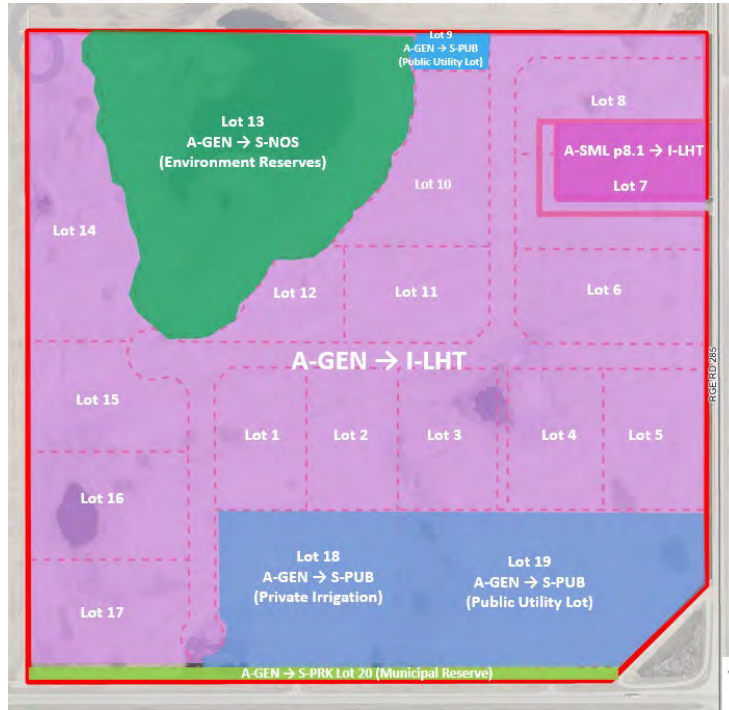 Lot 9
A-GEN → S-PUB
(Public Utility Lot)
Lot 8
Lot 13
A-GEN → S-NOS
(Environment Reserves)
A-SML p8.1 → I-LHT
Lot 7
Lot 10
Lot 14
Lot 12
Lot 11
Lot 6
A-GEN → I-LHT
RGE RD 285
Lot 15
Lot 1
Lot 2
Lot 3
Lot 4
Lot 5
Lot 16
Lot 18
A-GEN → S-PUB
(Private Irrigation)
Lot 19
A-GEN → S-PUB
(Public Utility Lot)
Lot 17
A-GEN → S-PRK Lot 20 (Municipal Reserve)